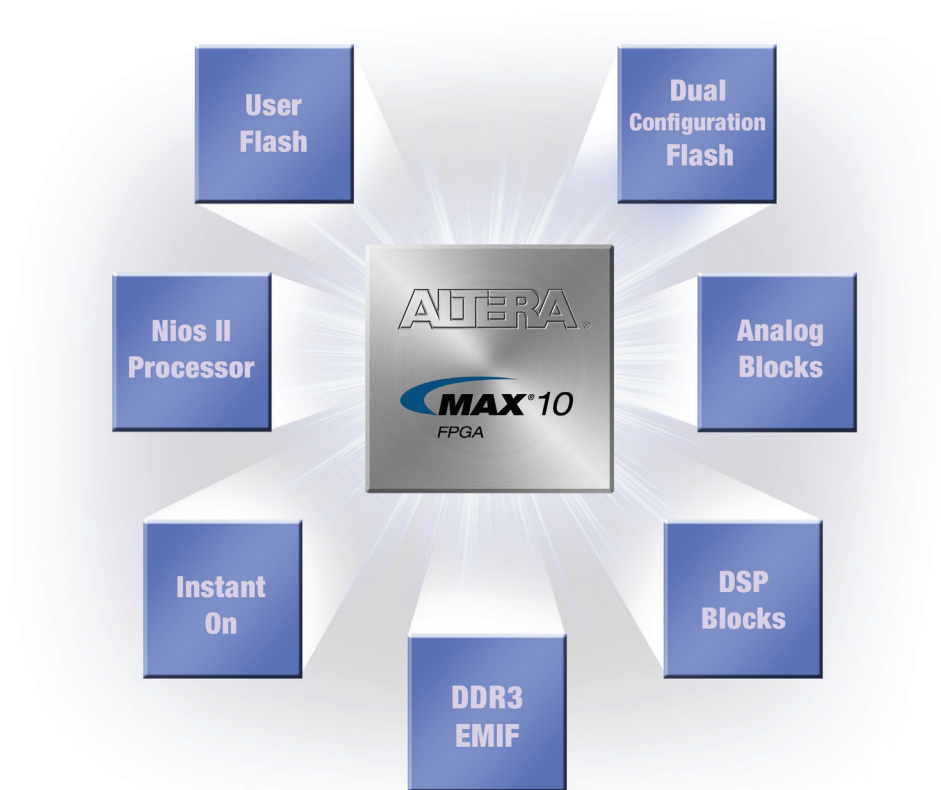 User
Flash
Dual
Configuration
Flash
ALTERA®
MAX® 10
FPGA
Nios II
Processor
Analog
Blocks
Instant
On
DSP
Blocks
DDR3
EMIF